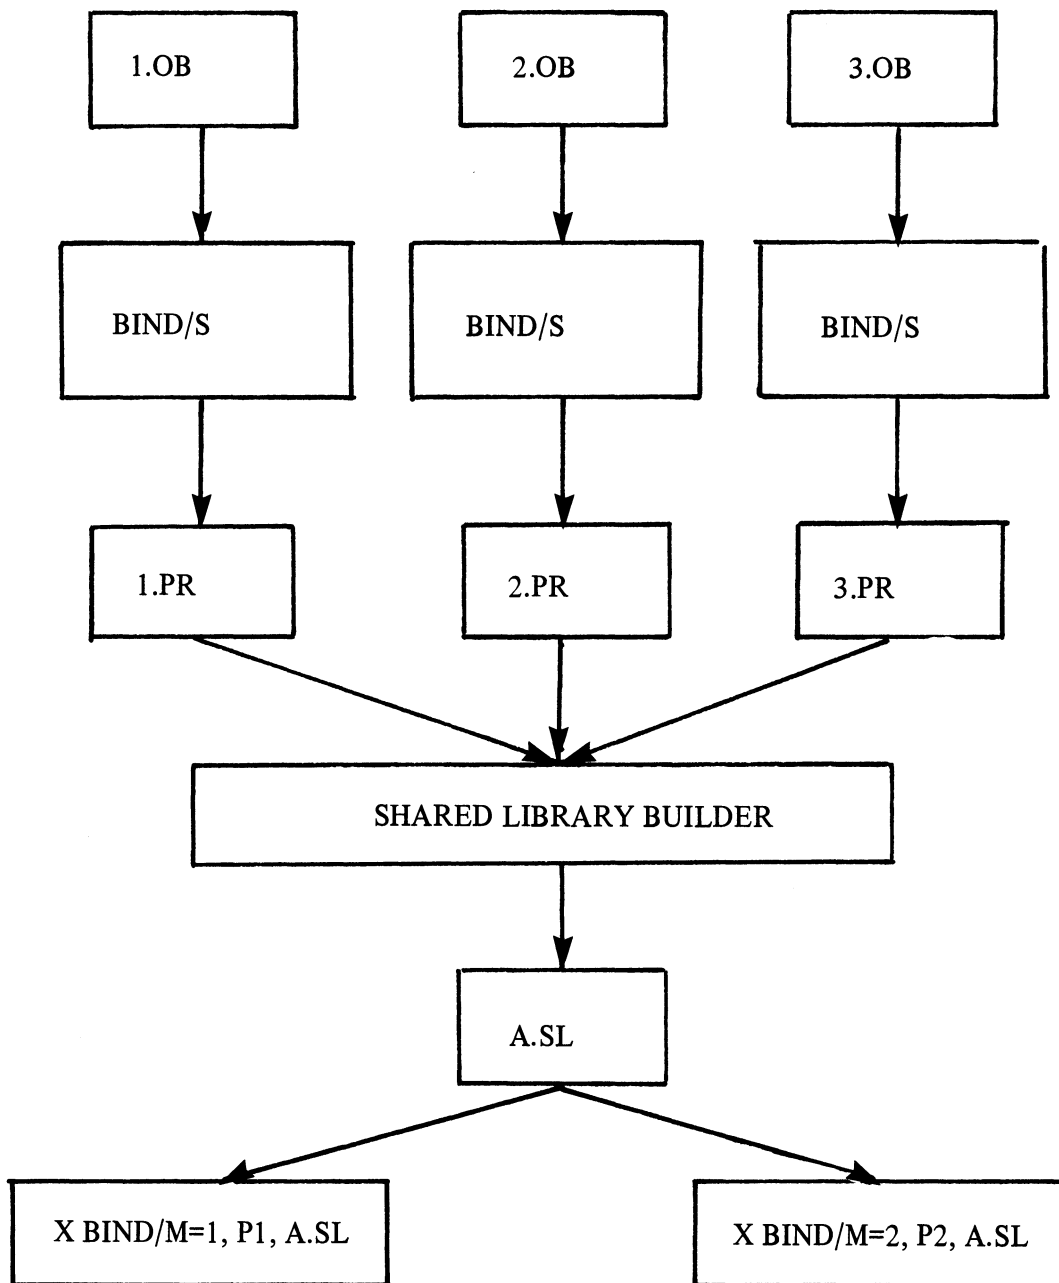 1.OB
2.OB
3.OB
BIND/S
BIND/S
BIND/S
1.PR
2.PR
3.PR
SHARED LIBRARY BUILDER
A.SL
X BIND/M=1, P1, A.SL
X BIND/M=2, P2, A.SL